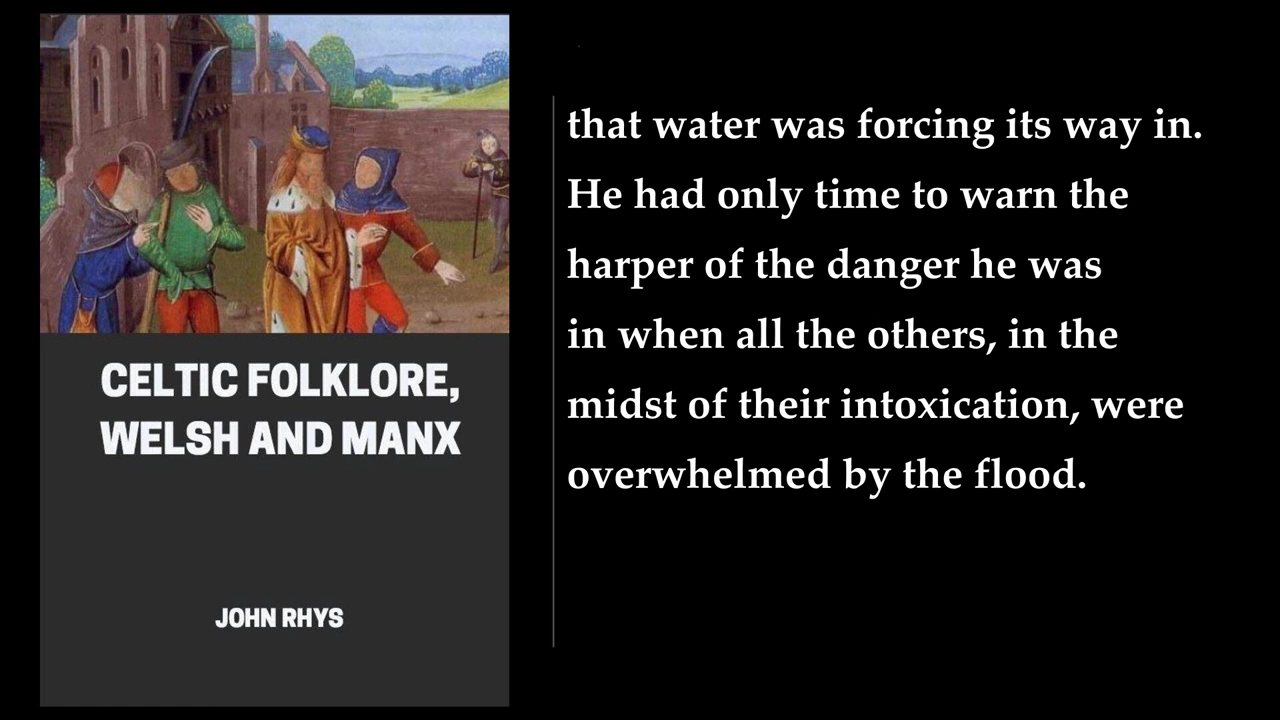 CELTIC FOLKLORE,
WELSH AND MANX
JOHN RHYS
that water was forcing its way in.
He had only time to warn the
harper of the danger he was
in when all the others, in the
midst of their intoxication, were
overwhelmed by the flood.